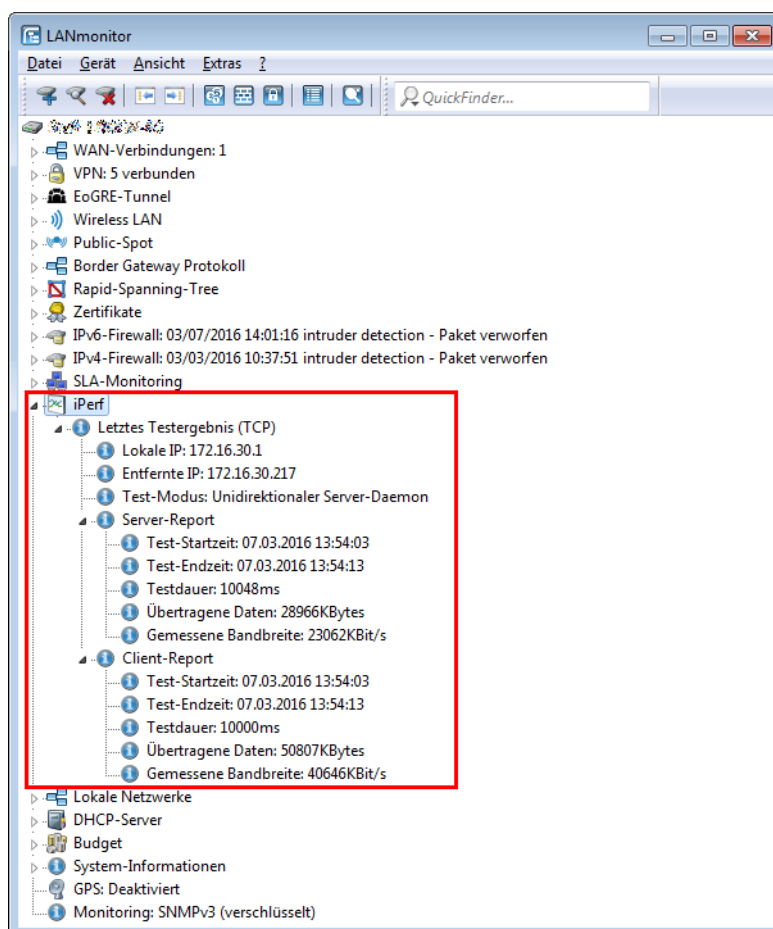 LANmonitor
Datei Gerät Ansicht Extras ?
QuickFinder...
WAN-Verbindungen: 1
VPN: 5 verbunden
EoGRE-Tunnel
Wireless LAN
Public-Spot
Border Gateway Protokoll
Rapid-Spanning-Tree
Zertifikate
IPv6-Firewall: 03/07/2016 14:01:16 intruder detection - Paket verworfen
IPv4-Firewall: 03/03/2016 10:37:51 intruder detection - Paket verworfen
SLA-Monitoring
iPerf
Letztes Testergebnis (TCP)
Lokale IP: 172.16.30.1
Entfernte IP: 172.16.30.217
Test-Modus: Unidirektionaler Server-Daemon
Server-Report
Test-Startzeit: 07.03.2016 13:54:03
Test-Endzeit: 07.03.2016 13:54:13
Testdauer: 10048ms
Übertragene Daten: 28966KBytes
Gemessene Bandbreite: 23062KBit/s
Client-Report
Test-Startzeit: 07.03.2016 13:54:03
Test-Endzeit: 07.03.2016 13:54:13
Testdauer: 10000ms
Übertragene Daten: 50807KBytes
Gemessene Bandbreite: 40646KBit/s
Lokale Netzwerke
DHCP-Server
Budget
System-Informationen
GPS: Deaktiviert
Monitoring: SNMPv3 (verschlüsselt)